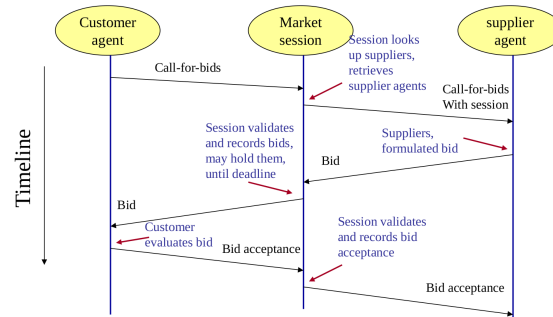 Customer
agent
Market
session
supplier
agent
Session looks
up suppliers,
retrieves
supplier agents
Call-for-bids
Call-for-bids
With session
Timeline
Session validates
and records bids,
may hold them,
until deadline
Suppliers,
formulated bid
Bid
Bid
Customer
evaluates bid
Session validates
and records bid
acceptance
Bid acceptance
Bid acceptance